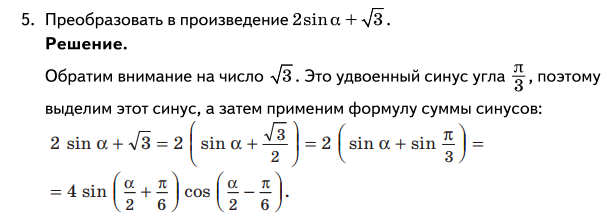 5. Преобразовать в произведение 2sin α + √3 .
Решение.
Обратим внимание на число √3 . Это удвоенный синус угла π/3 , поэтому
выделим этот синус, а затем применим формулу суммы синусов:
2 sin α + √3 = 2 ( sin α + √3/2 ) = 2 ( sin α + sin π/3 ) =
= 4 sin ( α/2 + π/6 ) cos ( α/2 − π/6 ).